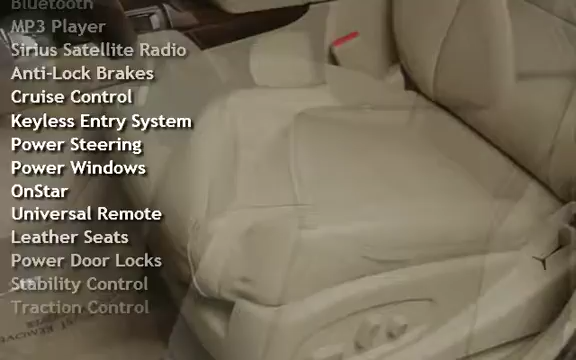 Bluetooth
MP3 Player
Sirius Satellite Radio
Anti-Lock Brakes
Cruise Control
Keyless Entry System
Power Steering
Power Windows
OnStar
Universal Remote
Leather Seats
Power Door Locks
Stability Control
Traction Control